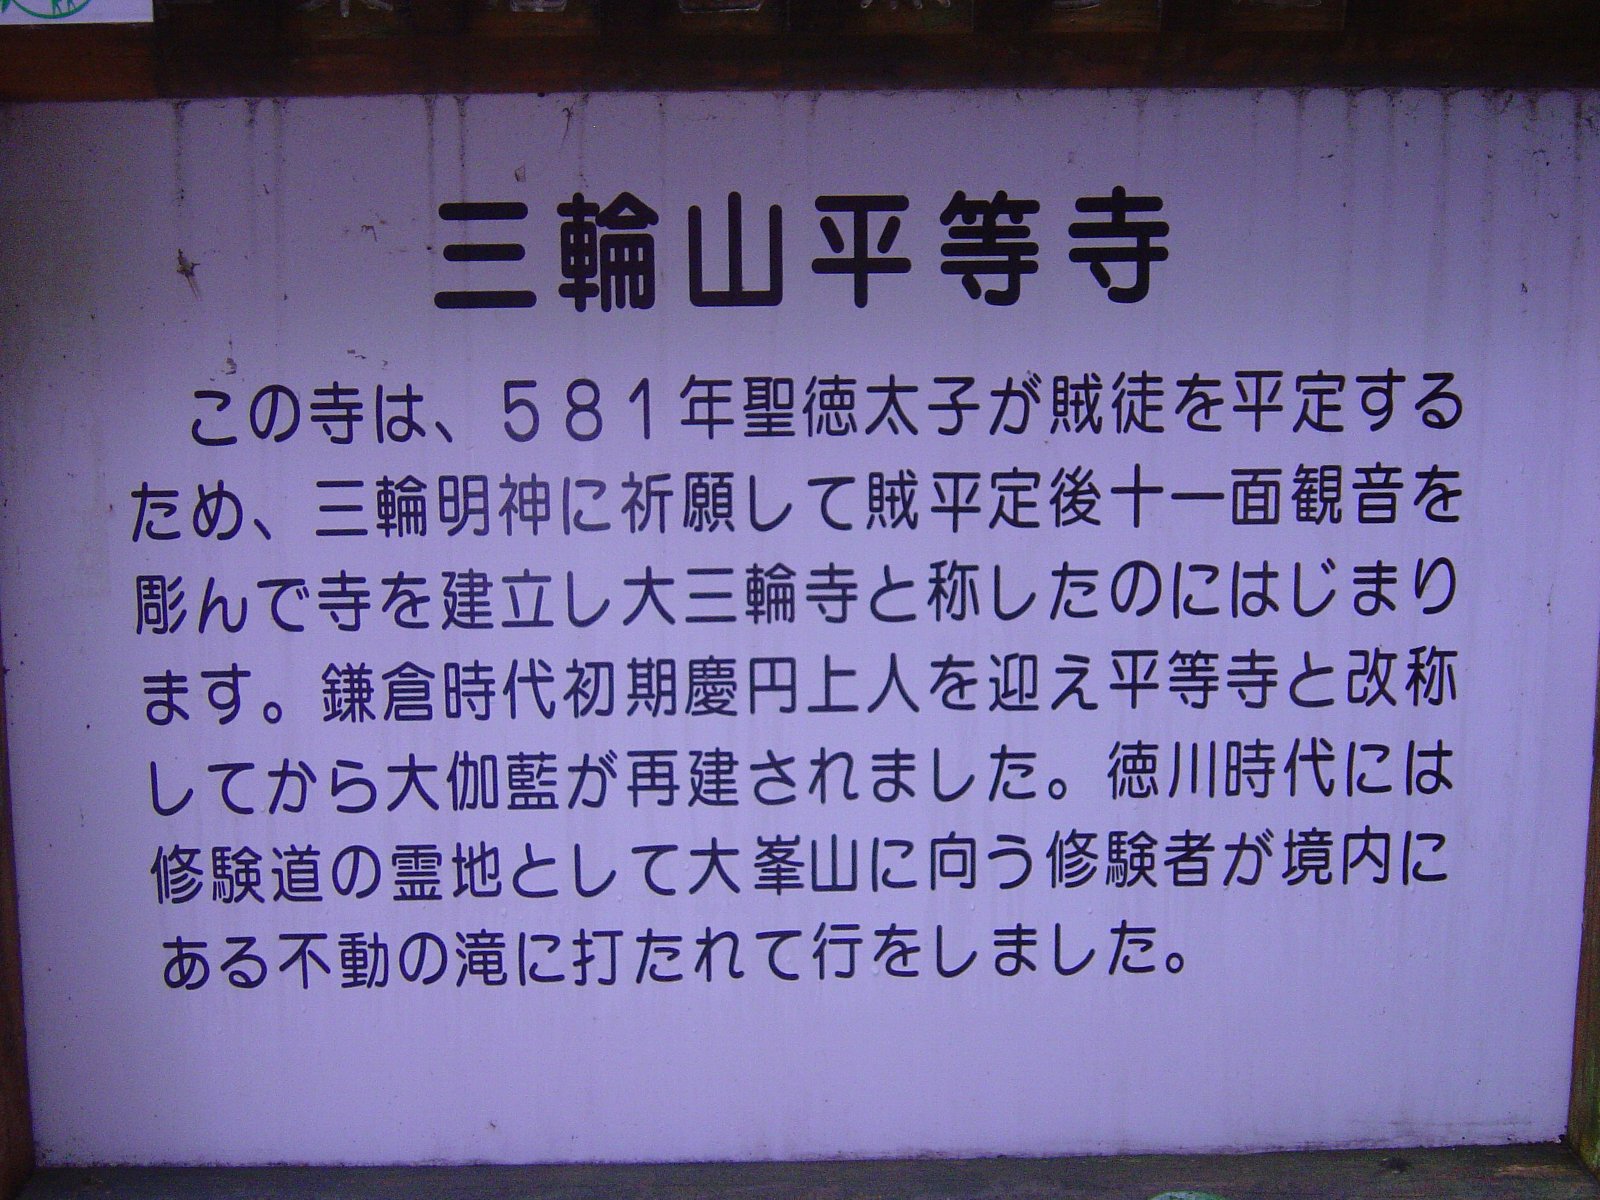 三輪山平等寺
この寺は、５８１年聖徳太子が賊徒を平定する
ため、三輪明神に祈願して賊平定後十一面観音を
彫んで寺を建立し大三輪寺と称したのにはじまり
ます。鎌倉時代初期慶円上人を迎え平等寺と改称
してから大伽藍が再建されました。徳川時代には
修験道の霊地として大峯山に向う修験者が境内に
ある不動の滝に打たれて行をしました。